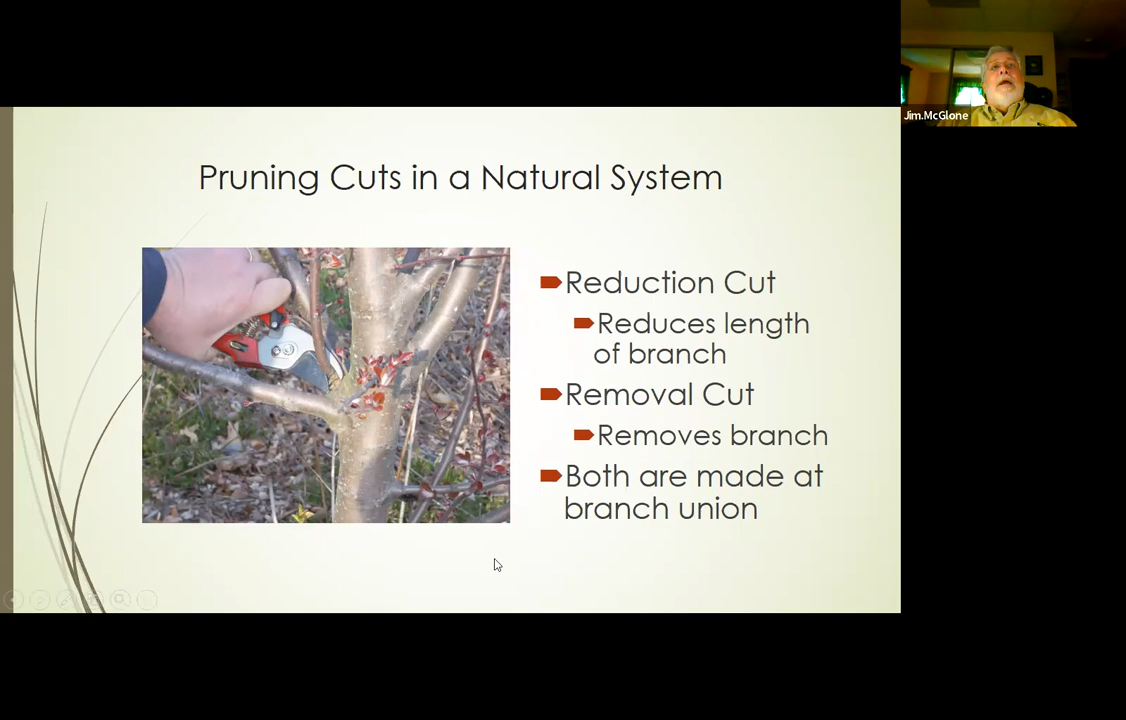 Jim.McGlone
Pruning Cuts in a Natural System
Reduction Cut
Reduces length
of branch
Removal Cut
Removes branch
Both are made at
branch union